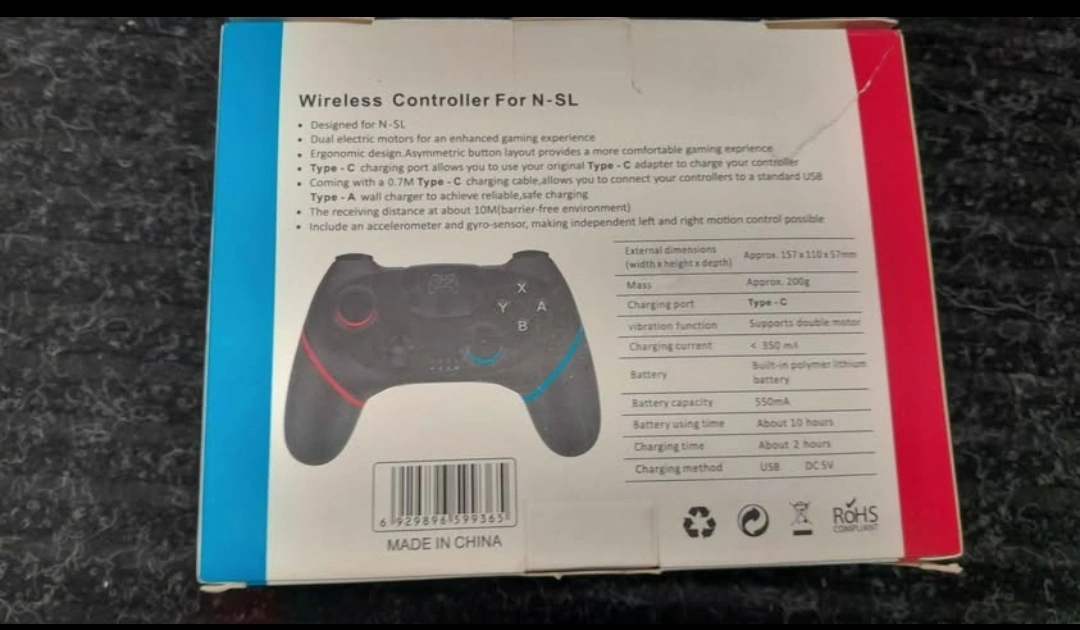 Wireless Controller For N-SL
• Designed for N-SL
• Dual electric motors for an enhanced gaming experience
• Ergonomic design.Asymmetric button layout provides a more comfortable gaming exprience
• Type - C charging port allows you to use your original Type - C adapter to charge your controller
• Coming with a 0.7M Type - C charging cable,allows you to connect your controllers to a standard USB
Type - A wall charger to achieve reliable,safe charging
• The receiving distance at about 10M(barrier-free environment)
• Include an accelerometer and gyro-sensor, making independent left and right motion control possible
External dimensions
(width x height x depth) Approx. 157 x 110 x 57mm
Mass Approx. 200g
Charging port Type - C
vibration function Supports double motor
Charging current < 350 mA
Battery Built-in polymer lithium
battery
Battery capacity 550mA
Battery using time About 10 hours
Charging time About 2 hours
Charging method USB DC 5V
X
Y A
B
6 929896 599365
MADE IN CHINA
RoHS
COMPLIANT